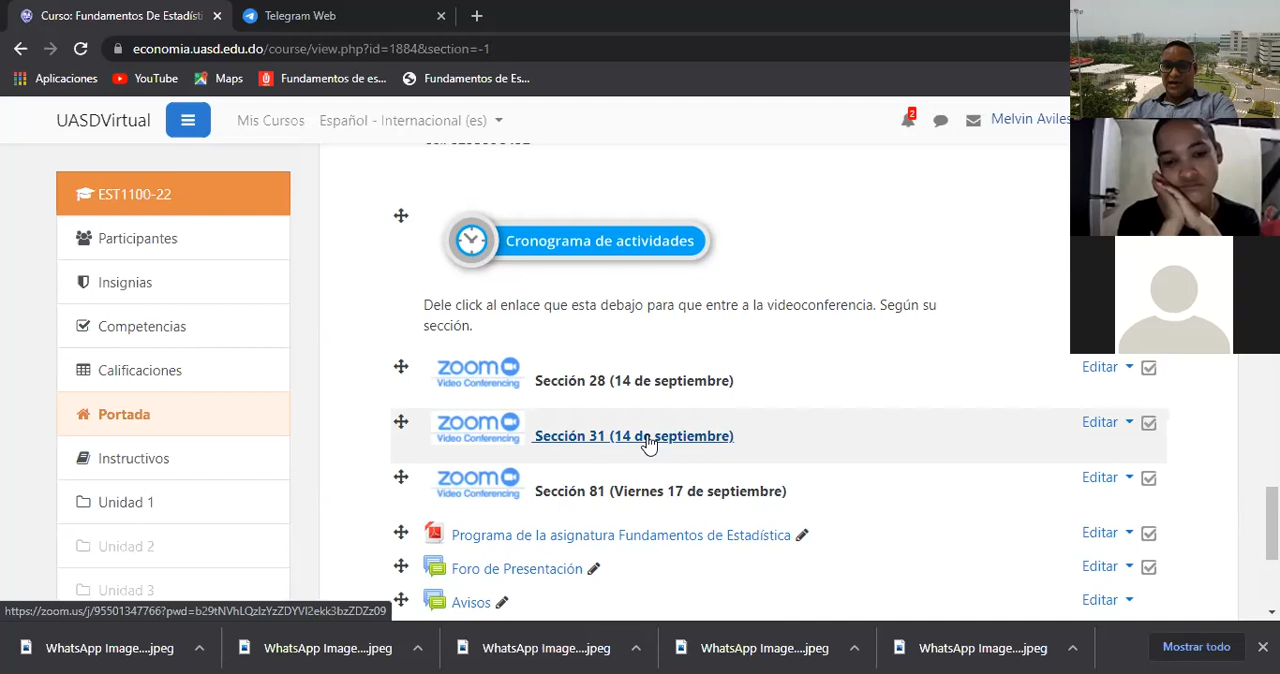 Curso: Fundamentos De Estadísti
Telegram Web
economia.uasd.edu.do/course/view.php?id=1884&section=-1
Aplicaciones
YouTube
Maps
Fundamentos de es...
Fundamentos de Es...
UASDVirtual
Mis Cursos
Español - Internacional (es)
2
Melvin Aviles
EST1100-22
Participantes
Insignias
Competencias
Calificaciones
Portada
Instructivos
Unidad 1
Unidad 2
Unidad 3
Cronograma de actividades
Dele click al enlace que esta debajo para que entre a la videoconferencia. Según su
sección.
zoom
Video Conferencing
Sección 28 (14 de septiembre)
Editar
zoom
Video Conferencing
Sección 31 (14 de septiembre)
Editar
zoom
Video Conferencing
Sección 81 (Viernes 17 de septiembre)
Editar
Programa de la asignatura Fundamentos de Estadística
Editar
Foro de Presentación
Editar
Avisos
Editar
https://zoom.us/j/95501347766?pwd=b29tNVhLQzIzYzZDYVI2ekk3bzZDZz09
WhatsApp Image....jpeg
WhatsApp Image....jpeg
WhatsApp Image....jpeg
WhatsApp Image....jpeg
WhatsApp Image....jpeg
Mostrar todo